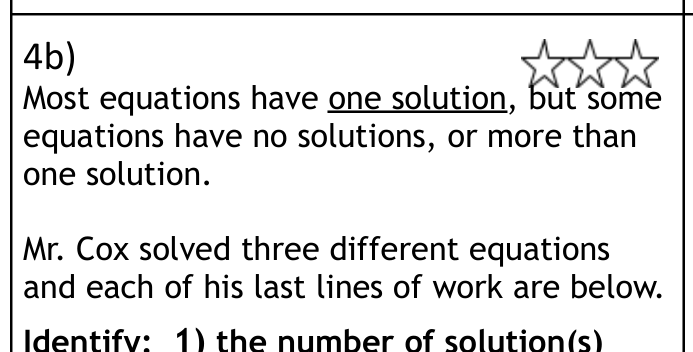 4b)
Most equations have one solution, but some
equations have no solutions, or more than
one solution.
Mr. Cox solved three different equations
and each of his last lines of work are below.
Identify: 1) the number of solution(s)